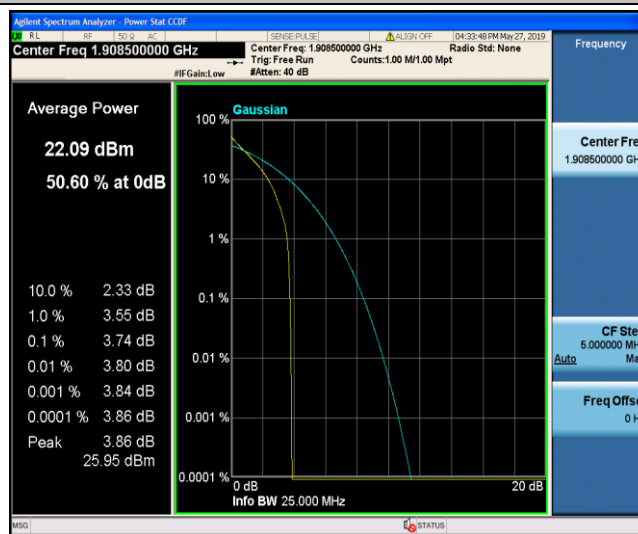 Agilent Spectrum Analyzer - Power Stat CCDF
RL RF 50 Ω AC SENSE:PULSE ALIGN OFF 04:33:48 PM May 27, 2019
Center Freq 1.908500000 GHz
Center Freq: 1.908500000 GHz Radio Std: None
Trig: Free Run Counts:1.00 M/1.00 Mpt
#IFGain:Low #Atten: 40 dB
Frequency
Average Power
22.09 dBm
50.60 % at 0dB
10.0 % 2.33 dB
1.0 % 3.55 dB
0.1 % 3.74 dB
0.01 % 3.80 dB
0.001 % 3.84 dB
0.0001 % 3.86 dB
Peak 3.86 dB
25.95 dBm
Gaussian
100 %
10 %
1 %
0.1 %
0.01 %
0.001 %
0.0001 %
0 dB 20 dB
Info BW 25.000 MHz
Center Fre
1.908500000 GH
CF Ste
5.000000 MH
Auto Ma
Freq Offse
0 H
MSG STATUS